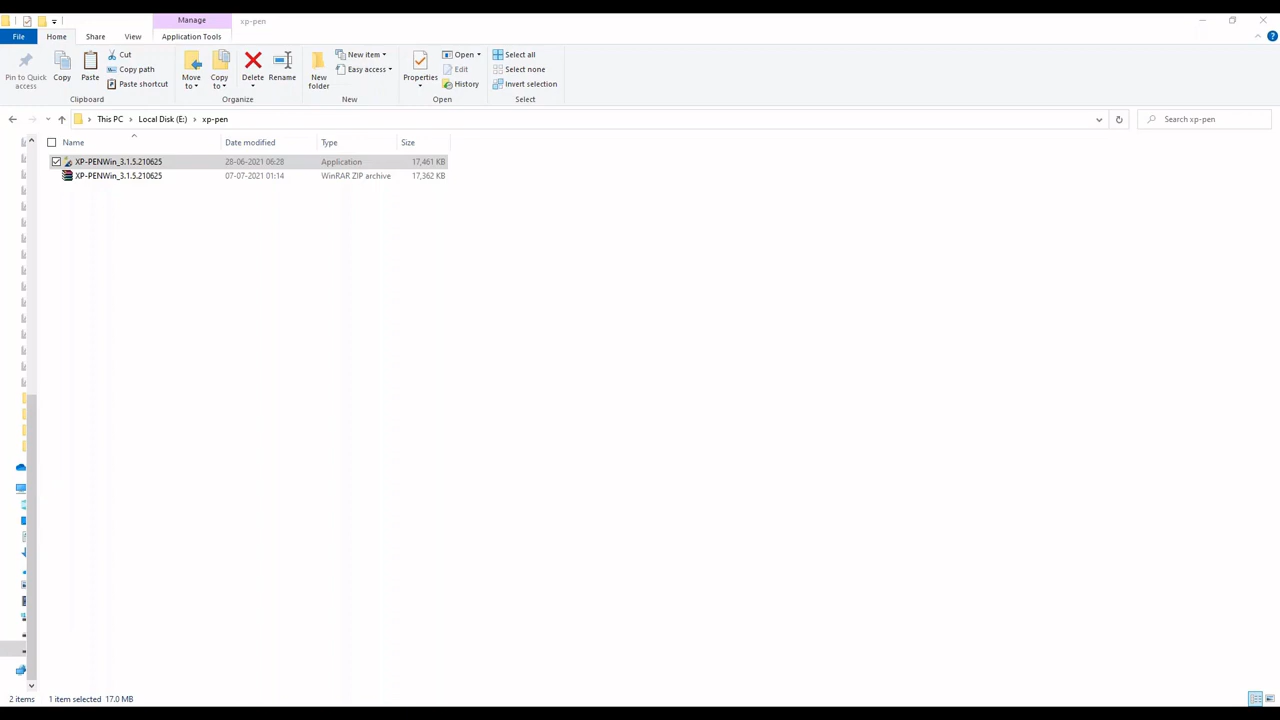 Manage xp-pen
File Home Share View Application Tools
Pin to Quick access
Copy
Paste
Cut
Copy path
Paste shortcut
Clipboard
Move to
Copy to
Delete
Rename
Organize
New folder
New item
Easy access
New
Properties
Open
Edit
History
Open
Select all
Select none
Invert selection
Select
This PC > Local Disk (E:) > xp-pen
Search xp-pen
Name Date modified Type Size
XP-PENWin_3.1.5.210625 28-06-2021 06:28 Application 17,461 KB
XP-PENWin_3.1.5.210625 07-07-2021 01:14 WinRAR ZIP archive 17,362 KB
2 items 1 item selected 17.0 MB